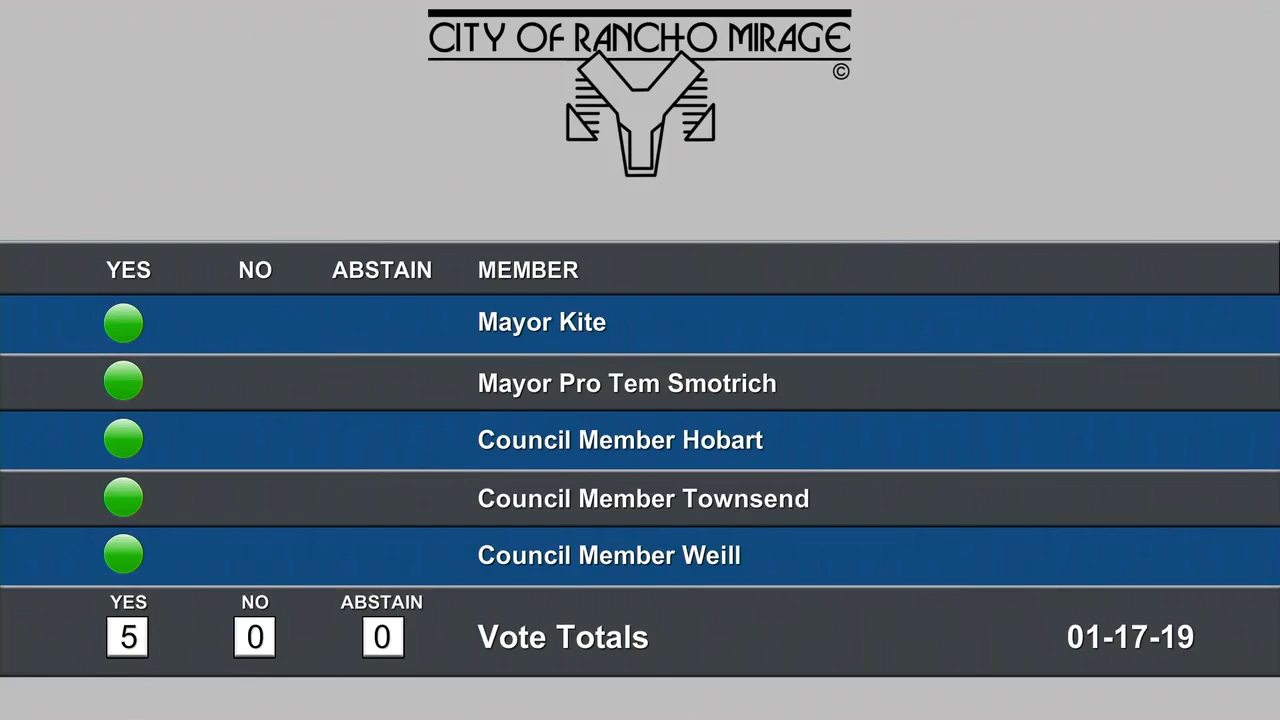 CITY OF RANCHO MIRAGE
©
YES NO ABSTAIN MEMBER
Mayor Kite
Mayor Pro Tem Smotrich
Council Member Hobart
Council Member Townsend
Council Member Weill
YES NO ABSTAIN
5 0 0 Vote Totals 01-17-19